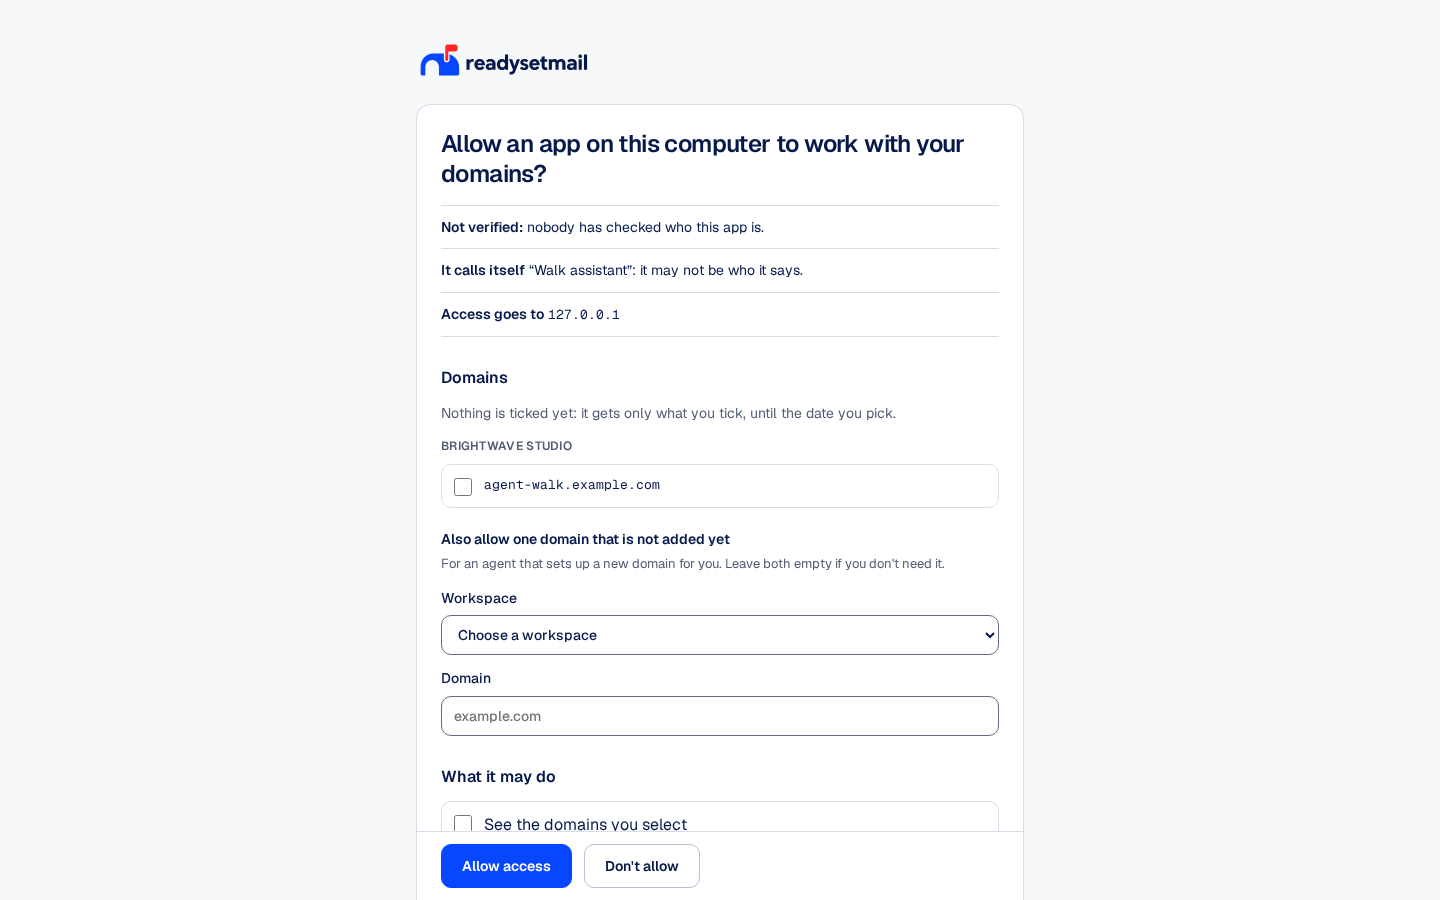 readysetmail
Allow an app on this computer to work with your
domains?
Not verified: nobody has checked who this app is.
It calls itself “Walk assistant”: it may not be who it says.
Access goes to 127.0.0.1
Domains
Nothing is ticked yet: it gets only what you tick, until the date you pick.
BRIGHTWAVE STUDIO
agent-walk.example.com
Also allow one domain that is not added yet
For an agent that sets up a new domain for you. Leave both empty if you don't need it.
Workspace
Choose a workspace
Domain
example.com
What it may do
See the domains you select
Allow access
Don't allow